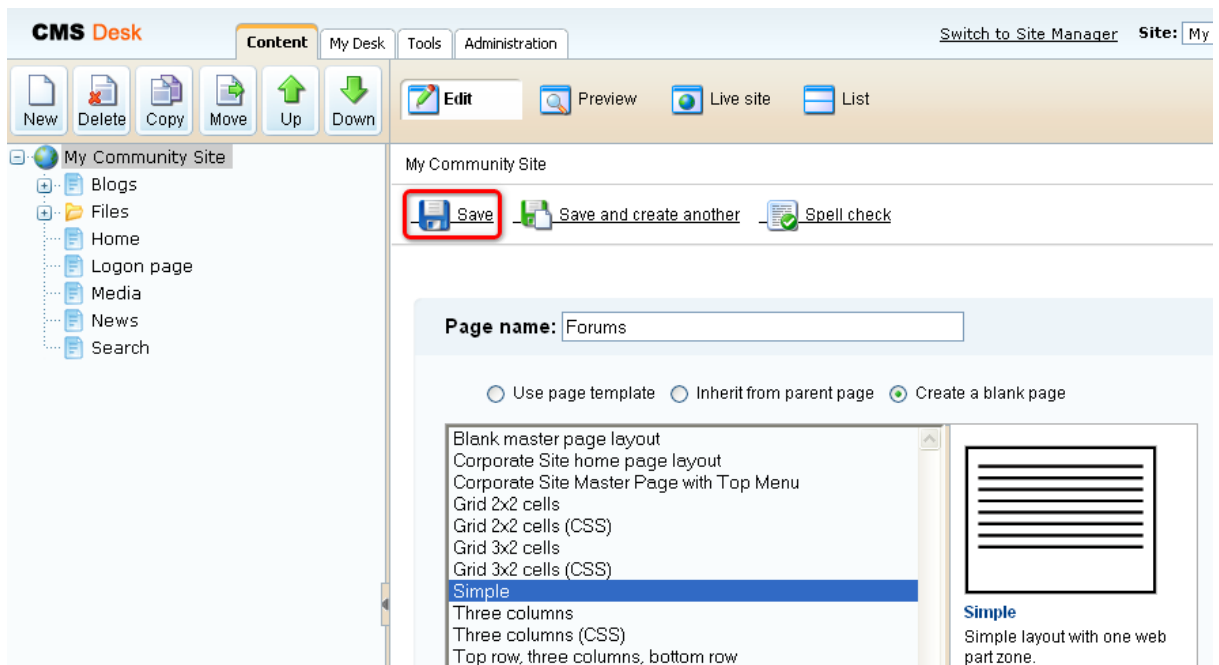 CMS Desk
Content
My Desk
Tools
Administration
Switch to Site Manager
Site: My
New
Delete
Copy
Move
Up
Down
Edit
Preview
Live site
List
My Community Site
Blogs
Files
Home
Logon page
Media
News
Search
My Community Site
Save
Save and create another
Spell check
Page name: Forums
Use page template
Inherit from parent page
Create a blank page
Blank master page layout
Corporate Site home page layout
Corporate Site Master Page with Top Menu
Grid 2x2 cells
Grid 2x2 cells (CSS)
Grid 3x2 cells
Grid 3x2 cells (CSS)
Simple
Three columns
Three columns (CSS)
Top row, three columns, bottom row
Simple
Simple layout with one web
part zone.